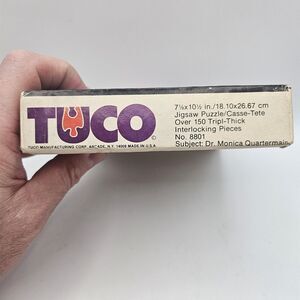 TUCO
©
TUCO MANUFACTURING CORP. ARCADE, N.Y. 14009 MADE IN U.S.A.
7⅛x10½ in./18.10x26.67 cm
Jigsaw Puzzle/Casse-Tete
Over 150 Tripl-Thick
Interlocking Pieces
No. 8801
Subject: Dr. Monica Quartermain